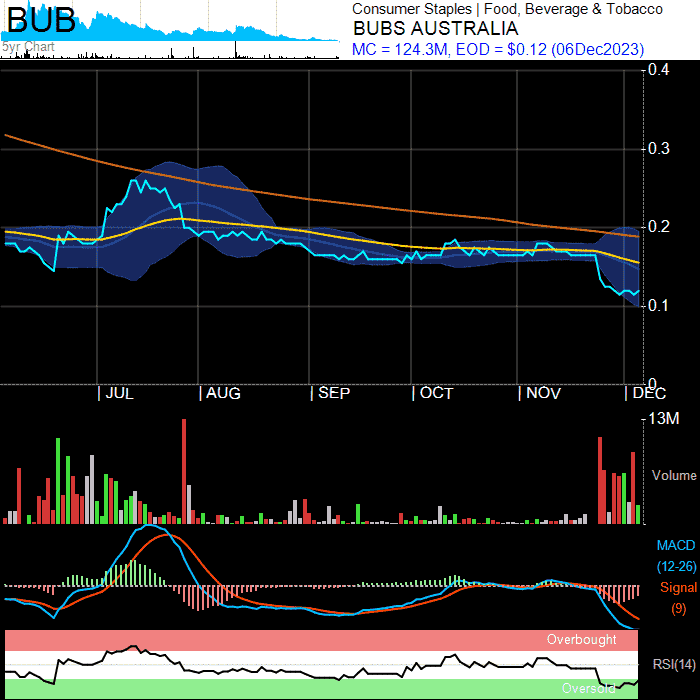 BUB
5yr Chart
Consumer Staples | Food, Beverage & Tobacco
BUBS AUSTRALIA
MC = 124.3M, EOD = $0.12 (06Dec2023)
0.4
0.3
0.2
0.1
0
| JUL | AUG | SEP | OCT | NOV | DEC
13M
Volume
MACD
(12-26)
Signal
(9)
Overbought
RSI(14)
Oversold